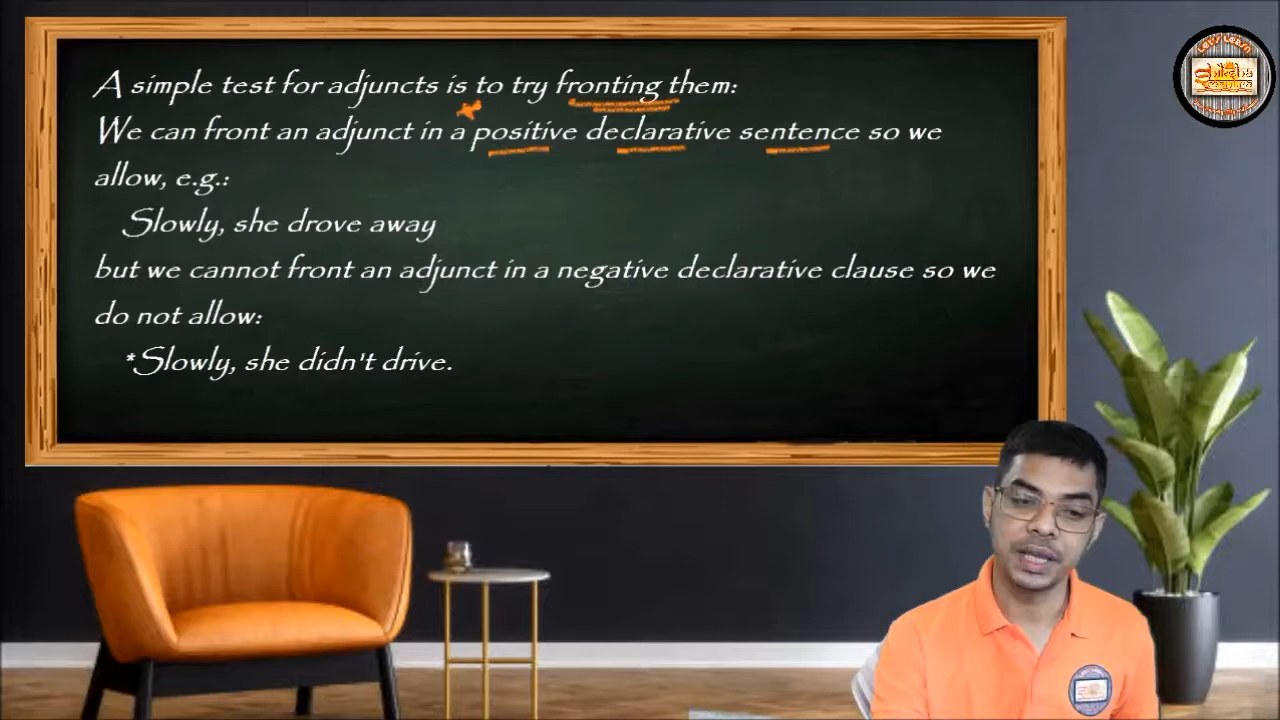 A simple test for adjuncts is to try fronting them:
We can front an adjunct in a positive declarative sentence so we
allow, e.g.:
Slowly, she drove away
but we cannot front an adjunct in a negative declarative clause so we
do not allow:
*Slowly, she didn't drive.
Let's Learn